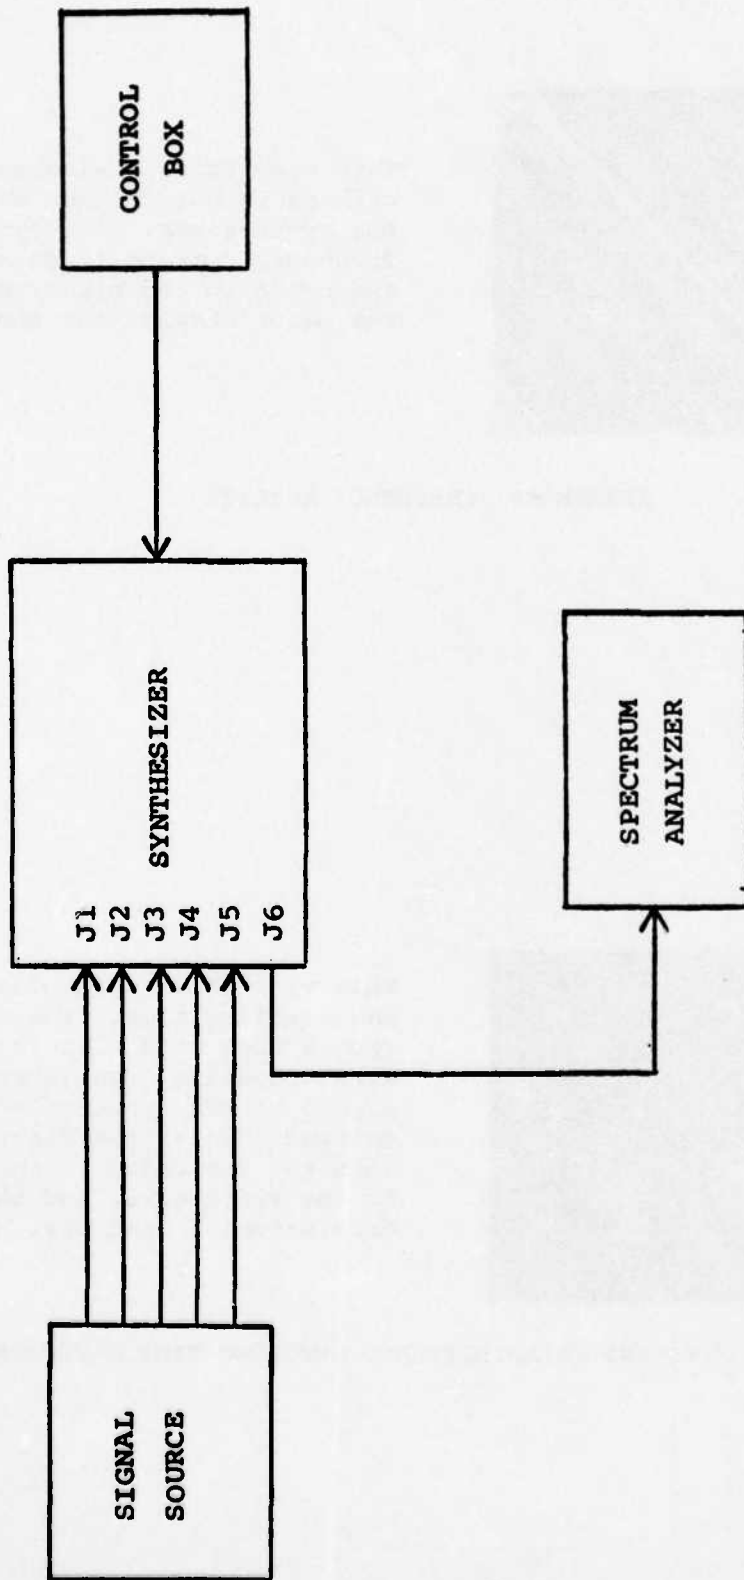 SIGNAL
SOURCE
J1
J2
J3
J4
J5
J6
SYNTHESIZER
CONTROL
BOX
SPECTRUM
ANALYZER